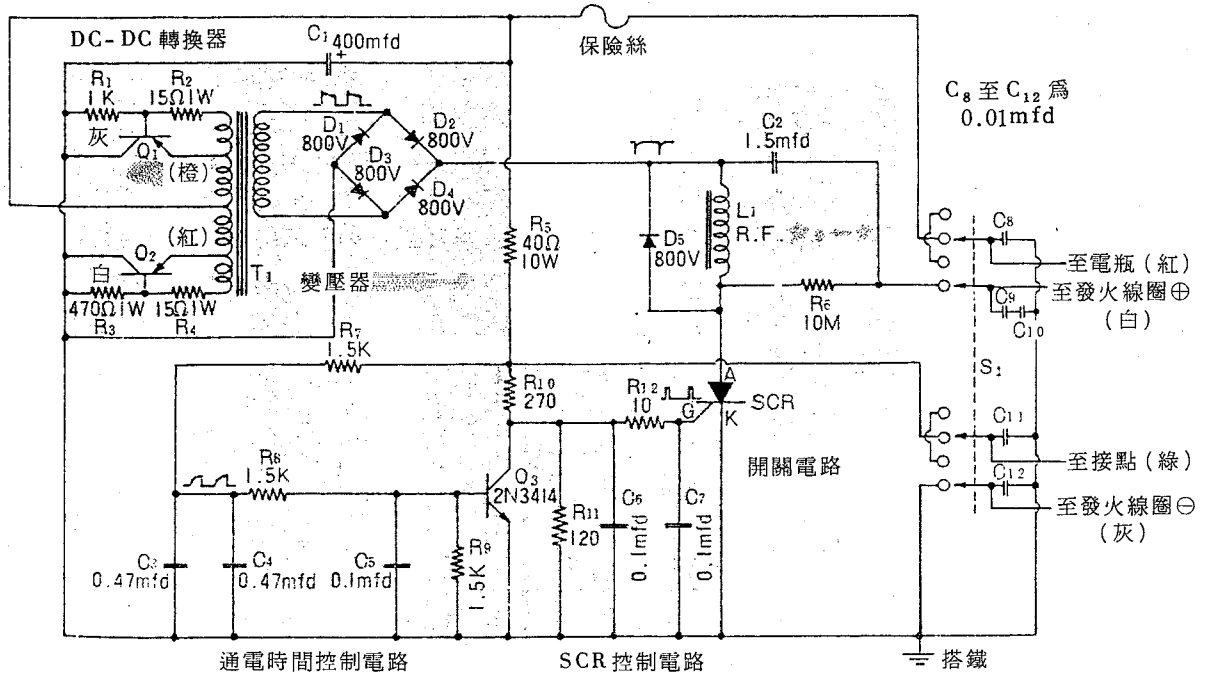 DC-DC 轉換器
C₁ 400mfd
+
保險絲
R₁
1K
R₂
15Ω1W
灰
Q₁
(橙)
D₁
800V
D₂
800V
D₃
800V
D₄
800V
C₂
1.5mfd
C₈ 至 C₁₂ 爲
0.01mfd
(紅)
Q₂
白
470Ω1W
R₃
15Ω1W
R₄
T₁
變壓器
R₅
40Ω
10W
D₅
800V
L₁
R.F.
R₆
10M
C₈
至電瓶(紅)
至發火線圈⊕
(白)
C₉
C₁₀
R₇
1.5K
R₁₀
270
R₁₂
10
A
G
K
SCR
S₁
開關電路
C₁₁
至接點(綠)
C₁₂
至發火線圈⊖
(灰)
R₈
1.5K
Q₃
2N3414
C₃
0.47mfd
C₄
0.47mfd
C₅
0.1mfd
R₉
1.5K
R₁₁
120
C₆
0.1mfd
C₇
0.1mfd
通電時間控制電路
SCR 控制電路
搭鐵